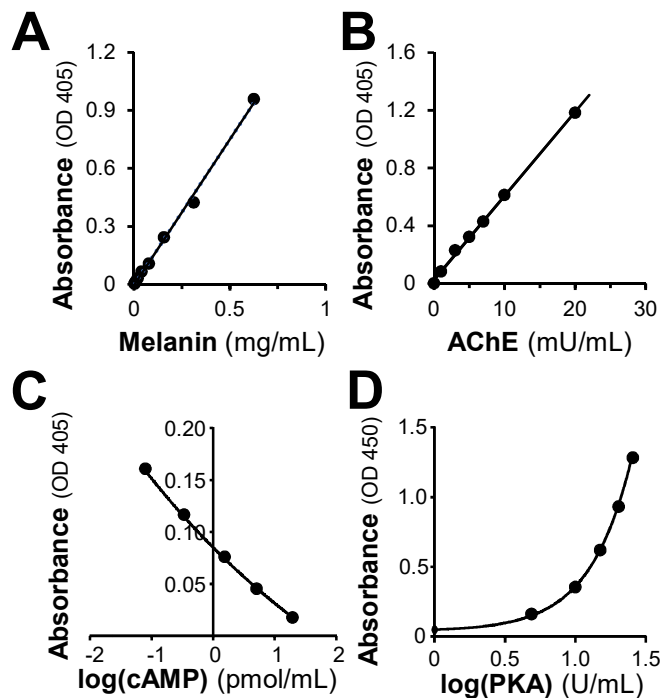 A
Absorbance (OD 405)
1.2
0.9
0.6
0.3
0
0
0.5
1
Melanin (mg/mL)
B
Absorbance (OD 405)
1.6
1.2
0.8
0.4
0
0
10
20
30
AChE (mU/mL)
C
Absorbance (OD 405)
0.20
0.15
0.10
0.05
-2
-1
0
1
2
log(cAMP) (pmol/mL)
D
Absorbance (OD 450)
1.5
1.0
0.5
0
0
0.5
1.0
1.5
log(PKA) (U/mL)